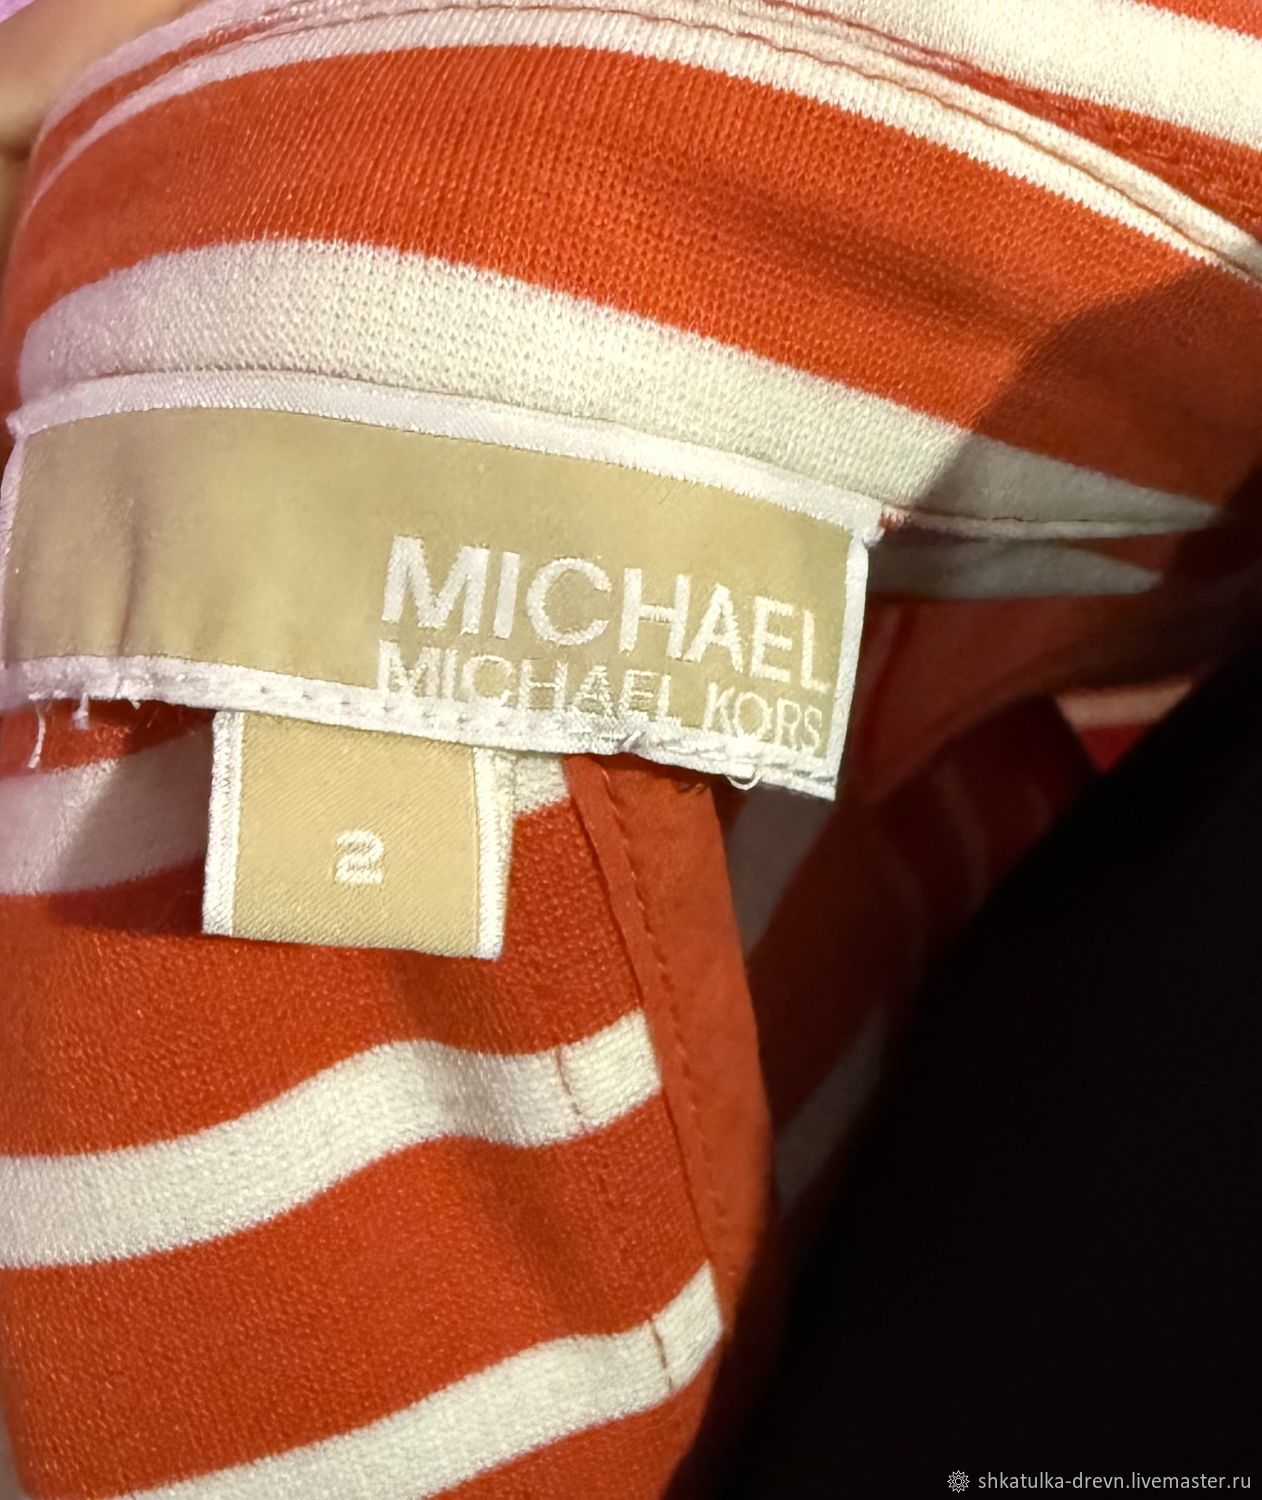 MICHAEL
MICHAEL KORS
2
shkatulka-drevn.livemaster.ru